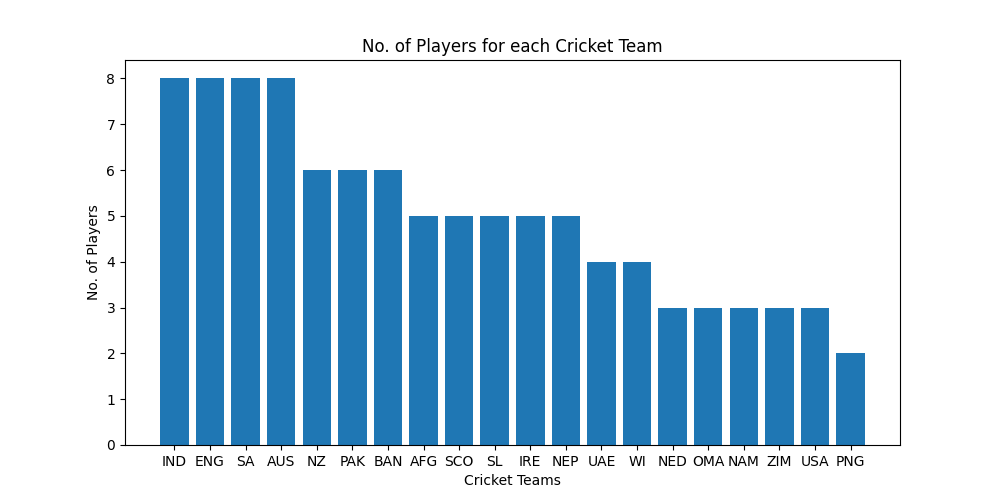 No. of Players for each Cricket Team
No. of Players
8
7
6
5
4
3
2
1
0
IND ENG SA AUS NZ PAK BAN AFG SCO SL IRE NEP UAE WI NED OMA NAM ZIM USA PNG
Cricket Teams